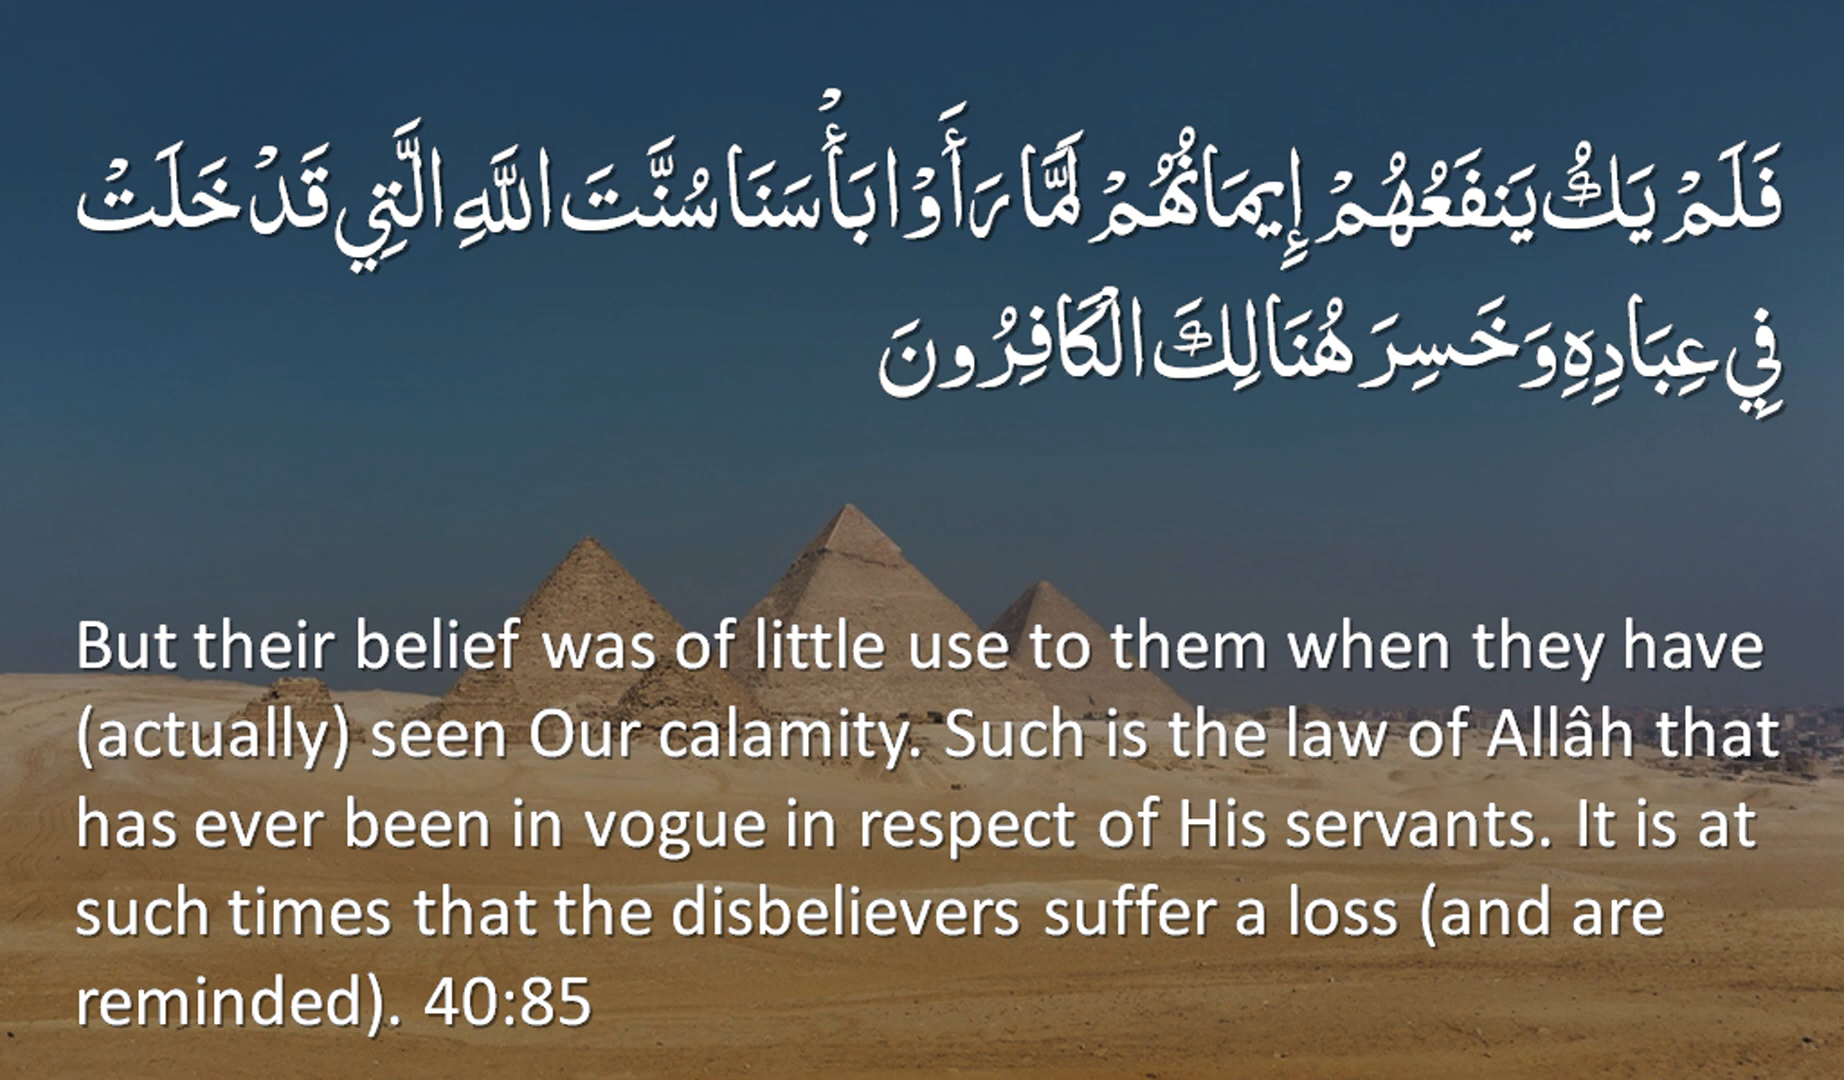 فَلَمْ يَكُ يَنفَعُهُمْ إِيمَانُهُمْ لَمَّا رَأَوْا بَأْسَنَا سُنَّتَ اللَّهِ الَّتِي قَدْ خَلَتْ
فِي عِبَادِهِ وَخَسِرَ هُنَالِكَ الْكَافِرُونَ
But their belief was of little use to them when they have
(actually) seen Our calamity. Such is the law of Allâh that
has ever been in vogue in respect of His servants. It is at
such times that the disbelievers suffer a loss (and are
reminded). 40:85